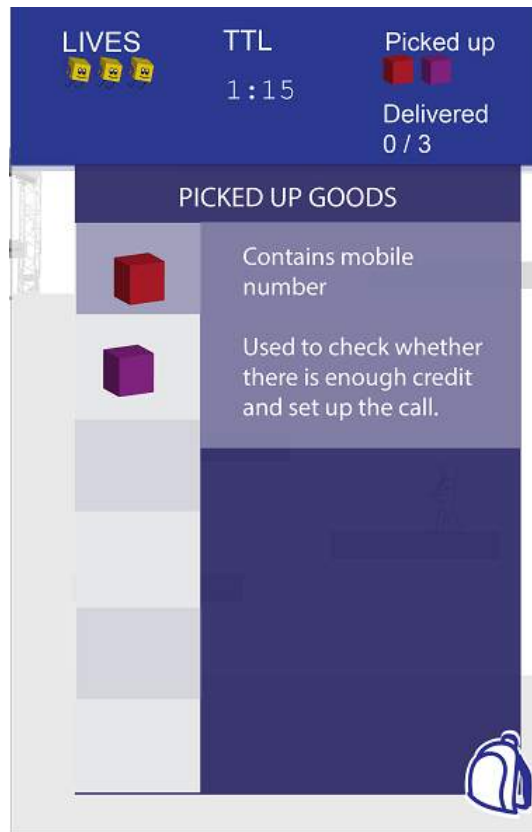 LIVES
TTL
1:15
Picked up
Delivered
0 / 3
PICKED UP GOODS
Contains mobile
number
Used to check whether
there is enough credit
and set up the call.